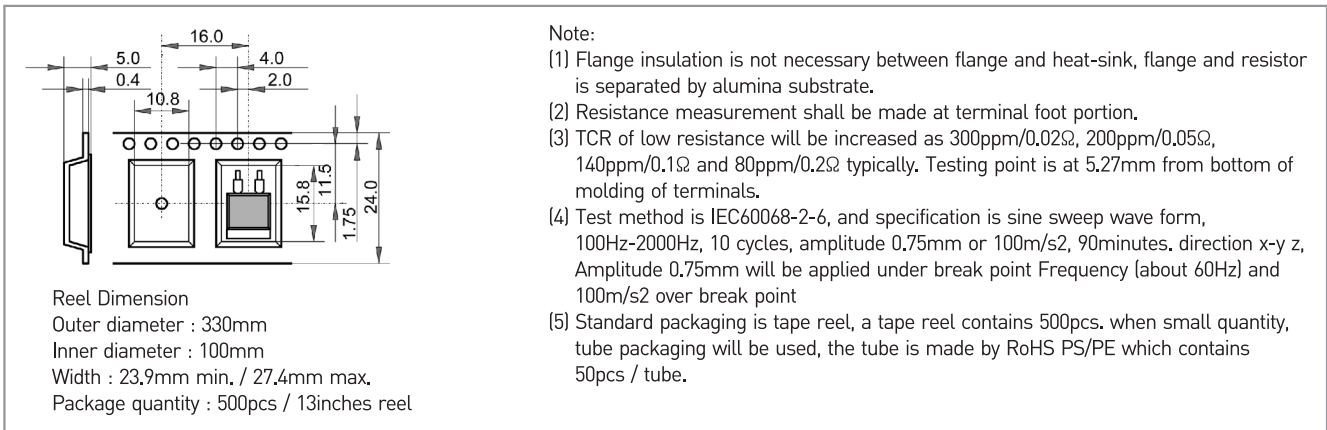 16.0
5.0
4.0
0.4
2.0
10.8
15.8
11.5
1.75
24.0
Reel Dimension
Outer diameter : 330mm
Inner diameter : 100mm
Width : 23.9mm min. / 27.4mm max.
Package quantity : 500pcs / 13inches reel
Note:
(1) Flange insulation is not necessary between flange and heat-sink, flange and resistor
is separated by alumina substrate.
(2) Resistance measurement shall be made at terminal foot portion.
(3) TCR of low resistance will be increased as 300ppm/0.02Ω, 200ppm/0.05Ω,
140ppm/0.1Ω and 80ppm/0.2Ω typically. Testing point is at 5.27mm from bottom of
molding of terminals.
(4) Test method is IEC60068-2-6, and specification is sine sweep wave form,
100Hz-2000Hz, 10 cycles, amplitude 0.75mm or 100m/s2, 90minutes. direction x-y z,
Amplitude 0.75mm will be applied under break point Frequency (about 60Hz) and
100m/s2 over break point
(5) Standard packaging is tape reel, a tape reel contains 500pcs. when small quantity,
tube packaging will be used, the tube is made by RoHS PS/PE which contains
50pcs / tube.